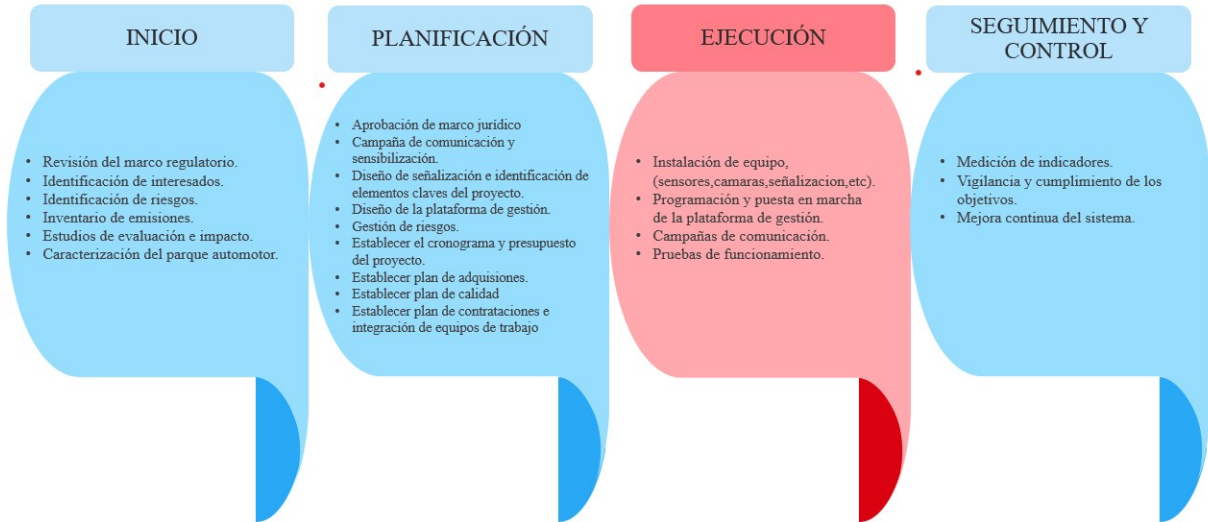 INICIO
• Revisión del marco regulatorio.
• Identificación de interesados.
• Identificación de riesgos.
• Inventario de emisiones.
• Estudios de evaluación e impacto.
• Caracterización del parque automotor.
PLANIFICACIÓN
• Aprobación de marco jurídico
• Campaña de comunicación y
sensibilización.
• Diseño de señalización e identificación de
elementos claves del proyecto.
• Diseño de la plataforma de gestión.
• Gestión de riesgos.
• Establecer el cronograma y presupuesto
del proyecto.
• Establecer plan de adquisiones.
• Establecer plan de calidad
• Establecer plan de contrataciones e
integración de equipos de trabajo
EJECUCIÓN
• Instalación de equipo,
(sensores,camaras,señalizacion,etc).
• Programación y puesta en marcha
de la plataforma de gestión.
• Campañas de comunicación.
• Pruebas de funcionamiento.
SEGUIMIENTO Y
CONTROL
• Medición de indicadores.
• Vigilancia y cumplimiento de los
objetivos.
• Mejora continua del sistema.